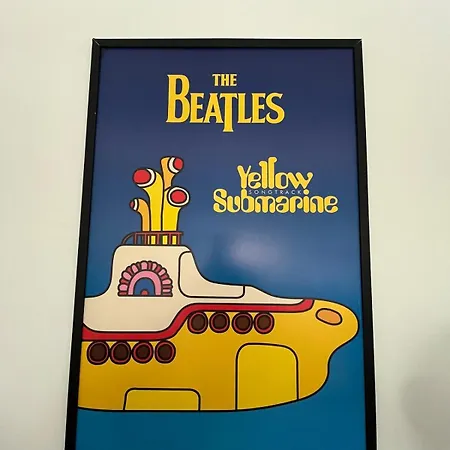 THE
BEATLES
Yellow
SONGTRACK
Submarine